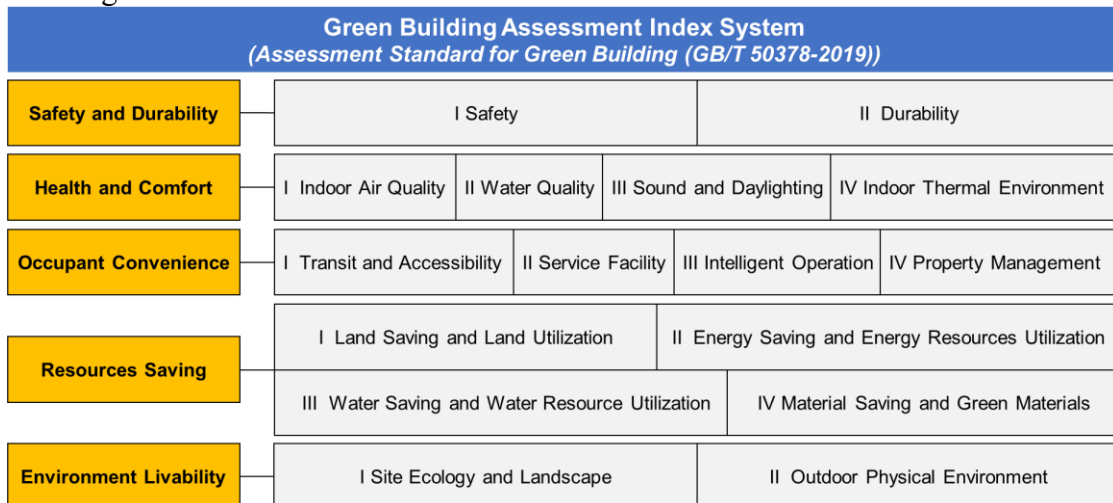 Green Building Assessment Index System
(Assessment Standard for Green Building (GB/T 50378-2019))
Safety and Durability
I Safety
II Durability
Health and Comfort
I Indoor Air Quality
II Water Quality
III Sound and Daylighting
IV Indoor Thermal Environment
Occupant Convenience
I Transit and Accessibility
II Service Facility
III Intelligent Operation
IV Property Management
Resources Saving
I Land Saving and Land Utilization
II Energy Saving and Energy Resources Utilization
III Water Saving and Water Resource Utilization
IV Material Saving and Green Materials
Environment Livability
I Site Ecology and Landscape
II Outdoor Physical Environment